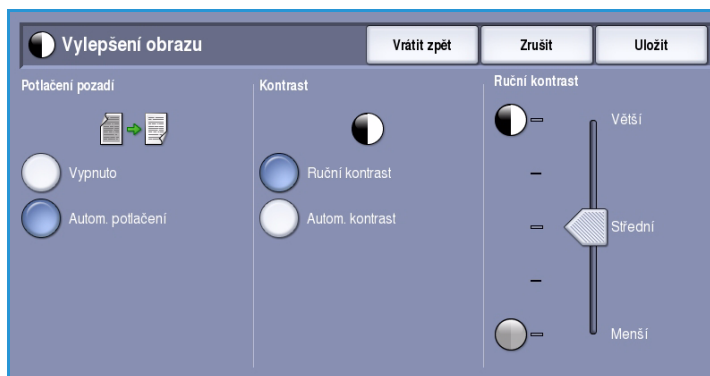 Vylepšení obrazu
Vrátit zpět
Zrušit
Uložit
Potlačení pozadí
Vypnuto
Autom. potlačení
Kontrast
Ruční kontrast
Autom. kontrast
Ruční kontrast
Větší
Střední
Menší